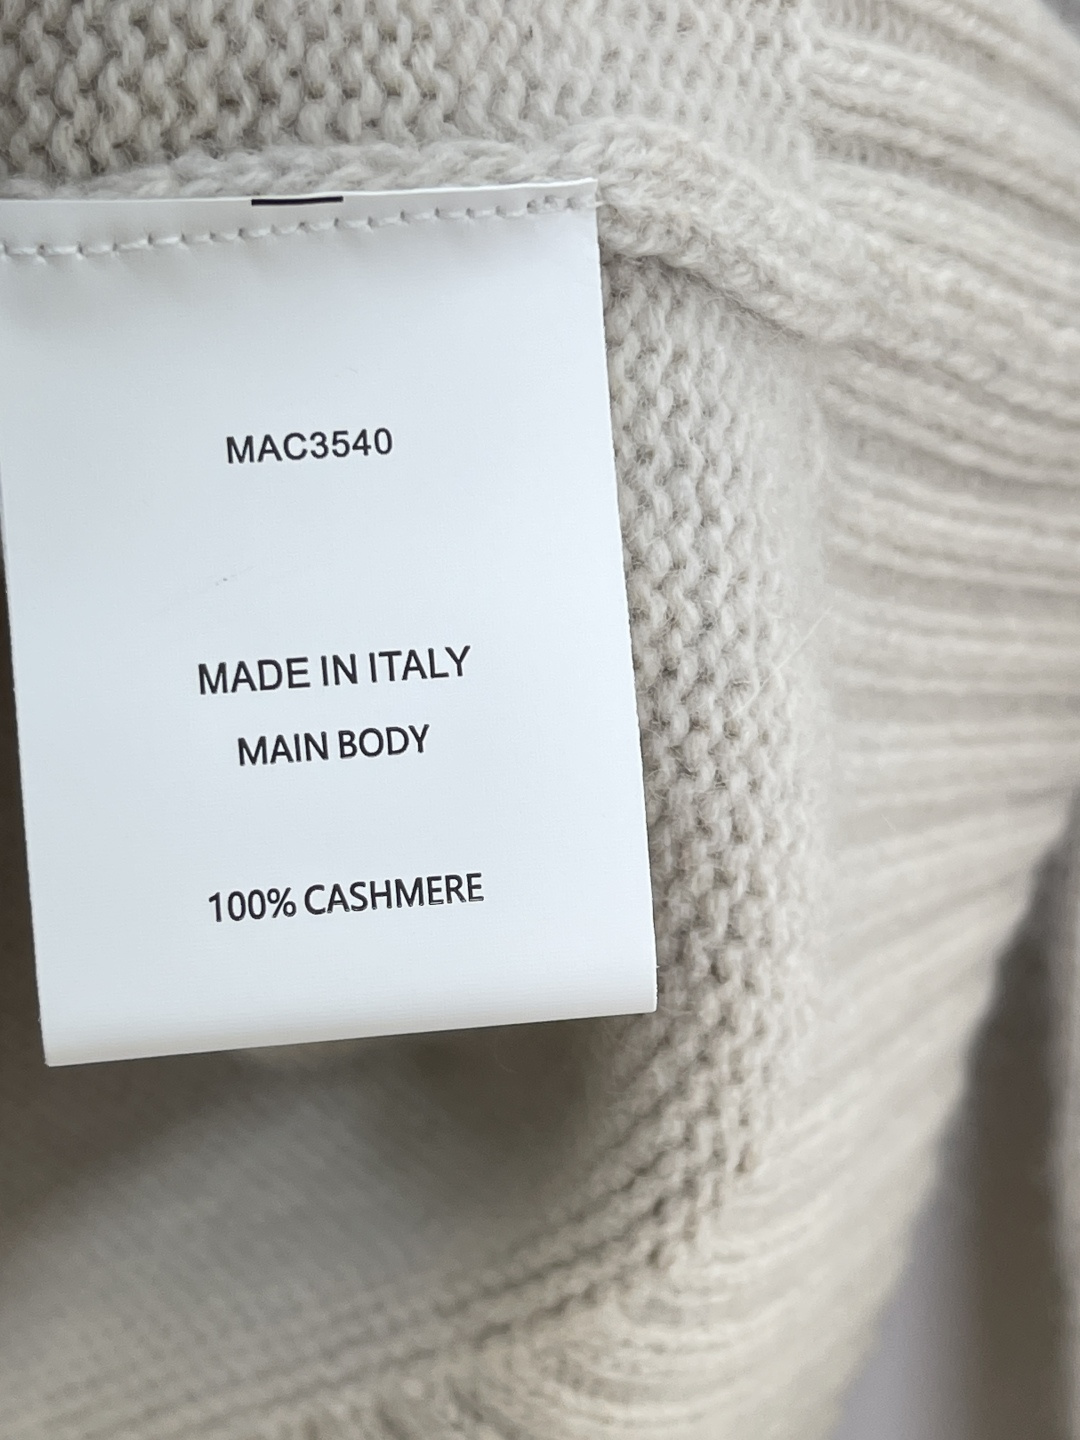 MAC3540
MADE IN ITALY
MAIN BODY
100% CASHMERE